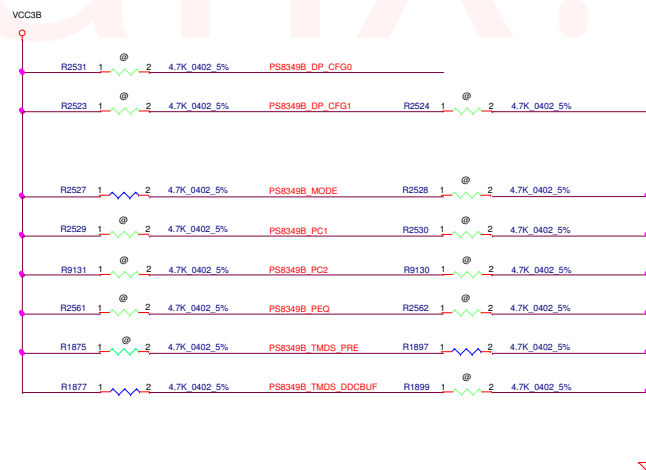 VCC3B
@
R2531 1 2 4.7K_0402_5% PS8349B_DP_CFG0
@ @
R2523 1 2 4.7K_0402_5% PS8349B_DP_CFG1 R2524 1 2 4.7K_0402_5%
@
R2527 1 2 4.7K_0402_5% PS8349B_MODE R2528 1 2 4.7K_0402_5%
@ @
R2529 1 2 4.7K_0402_5% PS8349B_PC1 R2530 1 2 4.7K_0402_5%
@ @
R9131 1 2 4.7K_0402_5% PS8349B_PC2 R9130 1 2 4.7K_0402_5%
@ @
R2561 1 2 4.7K_0402_5% PS8349B_PEQ R2562 1 2 4.7K_0402_5%
@
R1875 1 2 4.7K_0402_5% PS8349B_TMDS_PRE R1897 1 2 4.7K_0402_5%
@
R1877 1 2 4.7K_0402_5% PS8349B_TMDS_DDCBUF R1899 1 2 4.7K_0402_5%